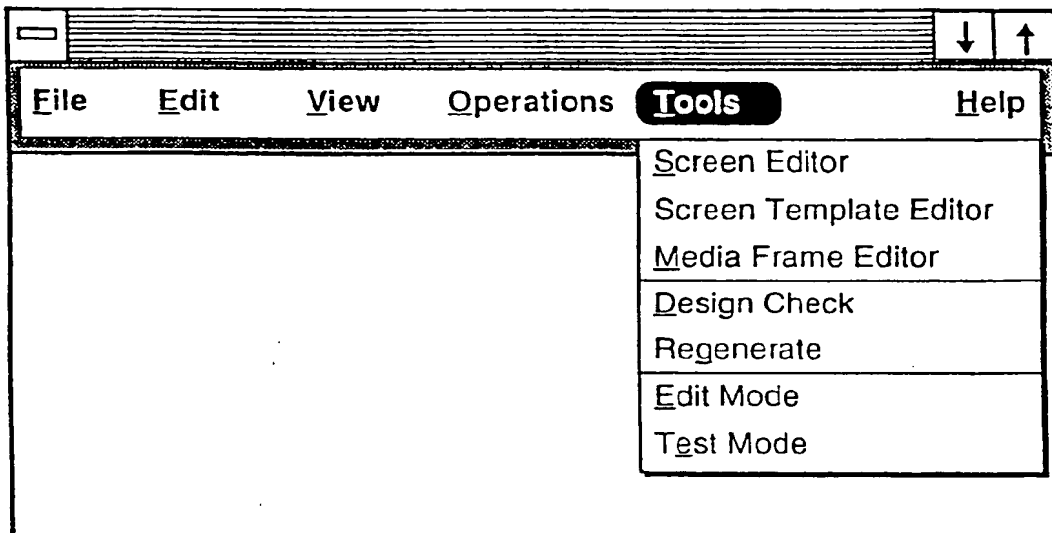 File Edit View Operations Tools Help
Screen Editor
Screen Template Editor
Media Frame Editor
Design Check
Regenerate
Edit Mode
Test Mode